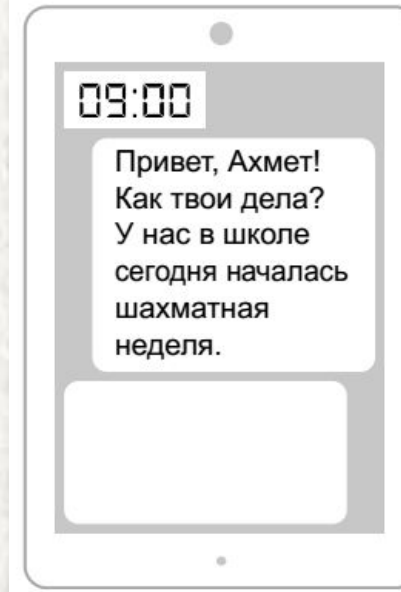 09:00
Привет, Ахмет!
Как твои дела?
У нас в школе
сегодня началась
шахматная
неделя.